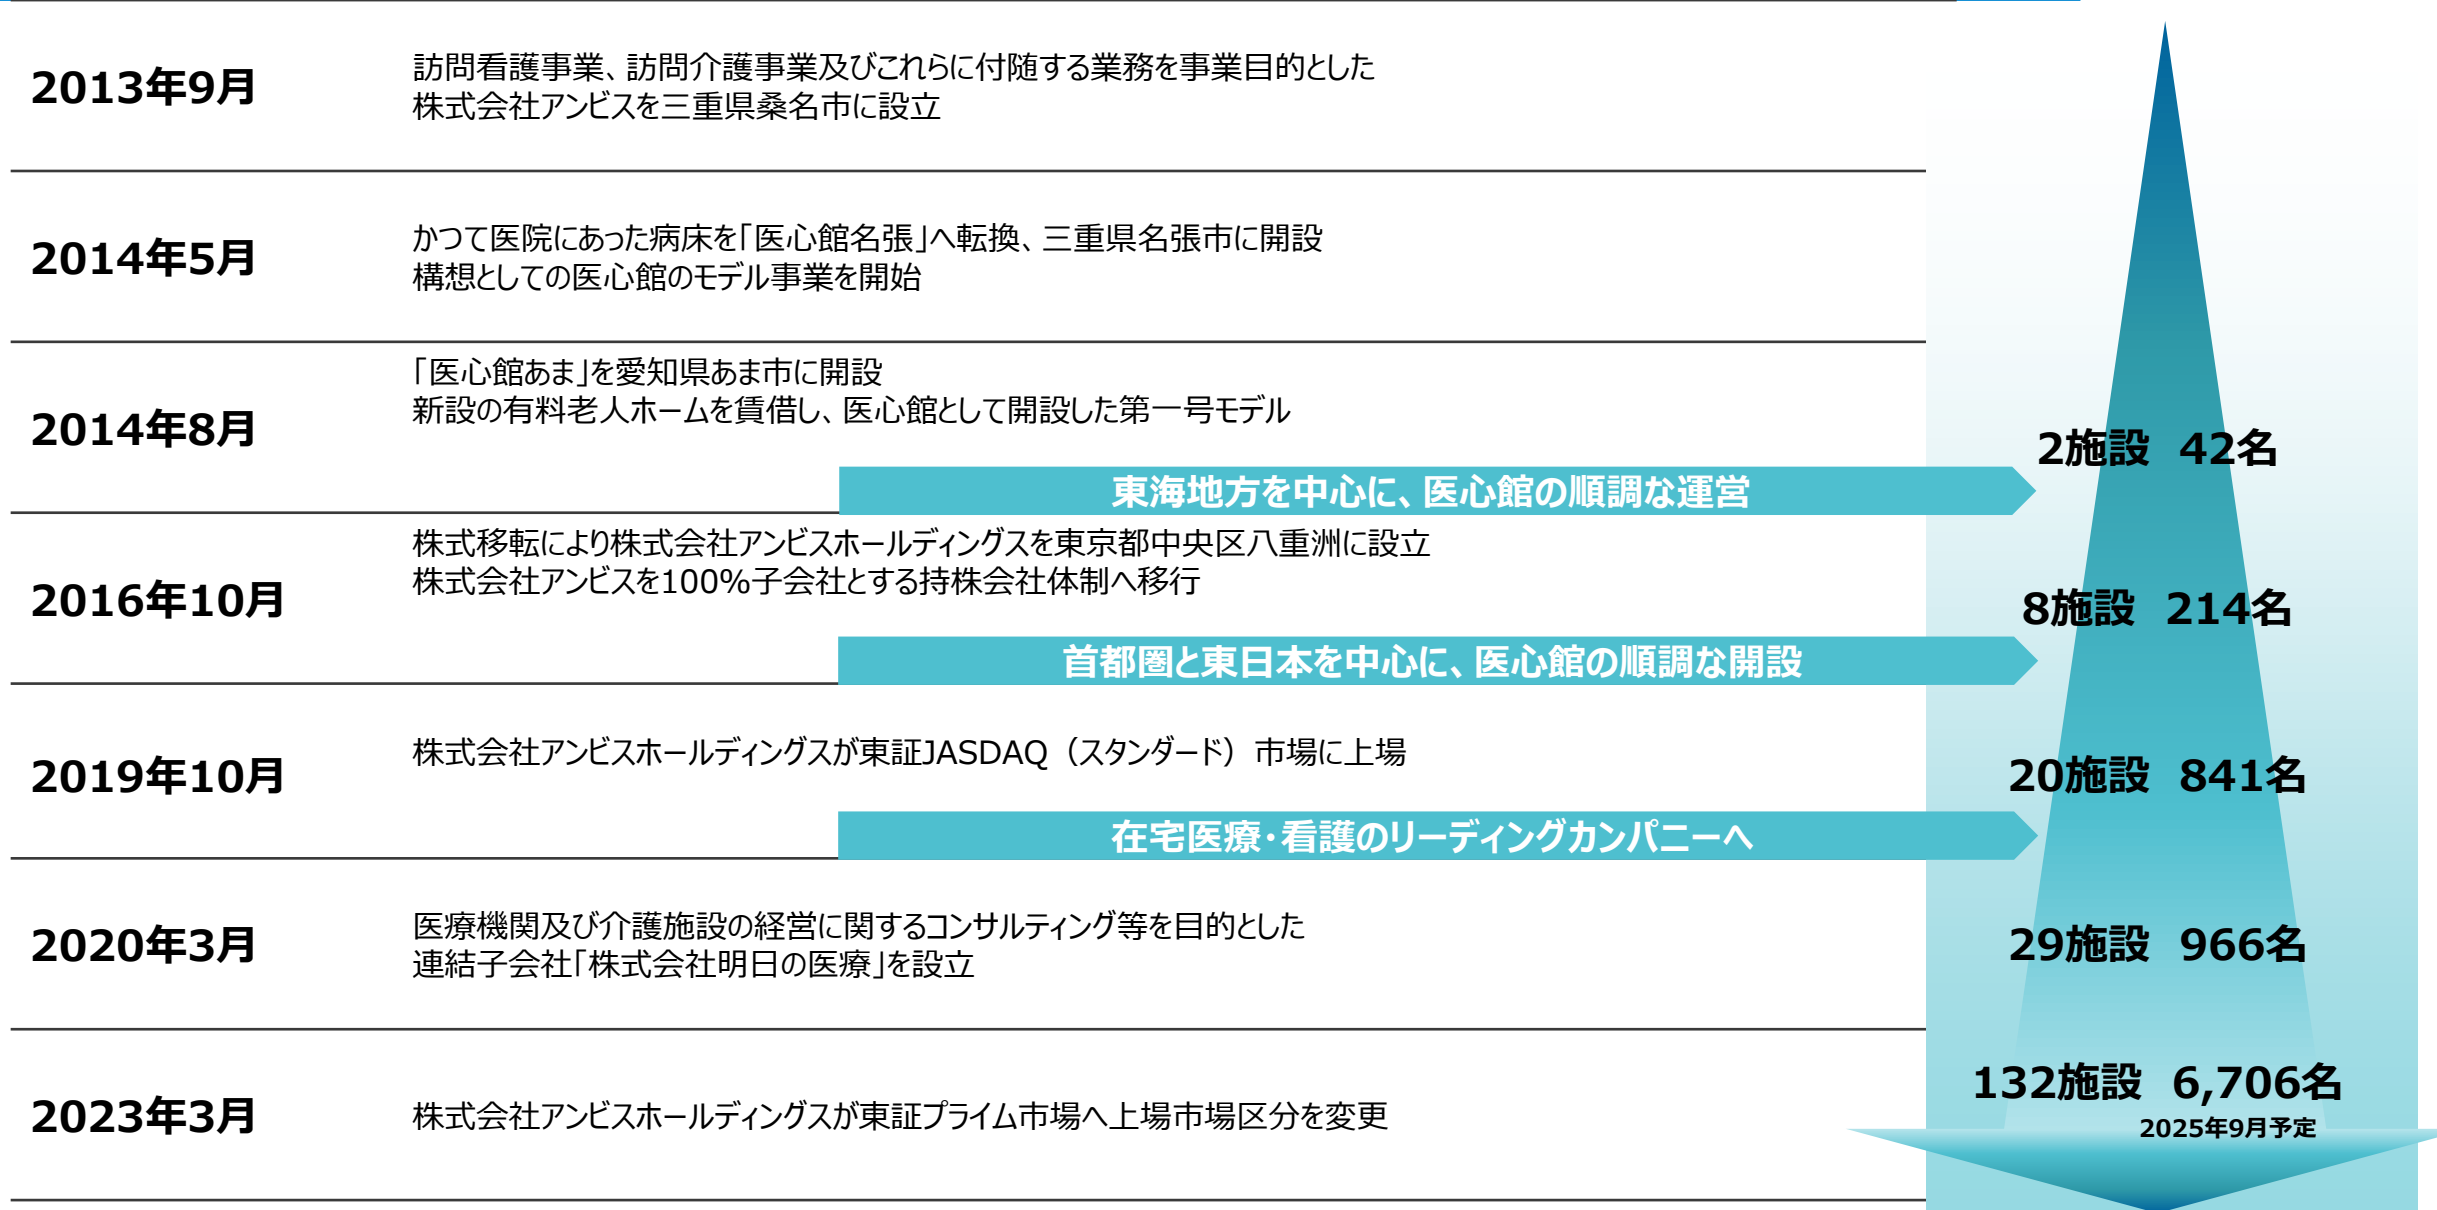 2013年9月
訪問看護事業、訪問介護事業及びこれらに付随する業務を事業目的とした
株式会社アンビスを三重県桑名市に設立
2014年5月
かつて医院にあった病床を「医心館名張」へ転換、三重県名張市に開設
構想としての医心館のモデル事業を開始
2014年8月
「医心館あま」を愛知県あま市に開設
新設の有料老人ホームを賃借し、医心館として開設した第一号モデル
2施設 42名
東海地方を中心に、医心館の順調な運営
2016年10月
株式移転により株式会社アンビスホールディングスを東京都中央区八重洲に設立
株式会社アンビスを100%子会社とする持株会社体制へ移行
8施設 214名
首都圏と東日本を中心に、医心館の順調な開設
2019年10月
株式会社アンビスホールディングスが東証JASDAQ（スタンダード）市場に上場
20施設 841名
在宅医療・看護のリーディングカンパニーへ
2020年3月
医療機関及び介護施設の経営に関するコンサルティング等を目的とした
連結子会社「株式会社明日の医療」を設立
29施設 966名
2023年3月
株式会社アンビスホールディングスが東証プライム市場へ上場市場区分を変更
132施設 6,706名
2025年9月予定